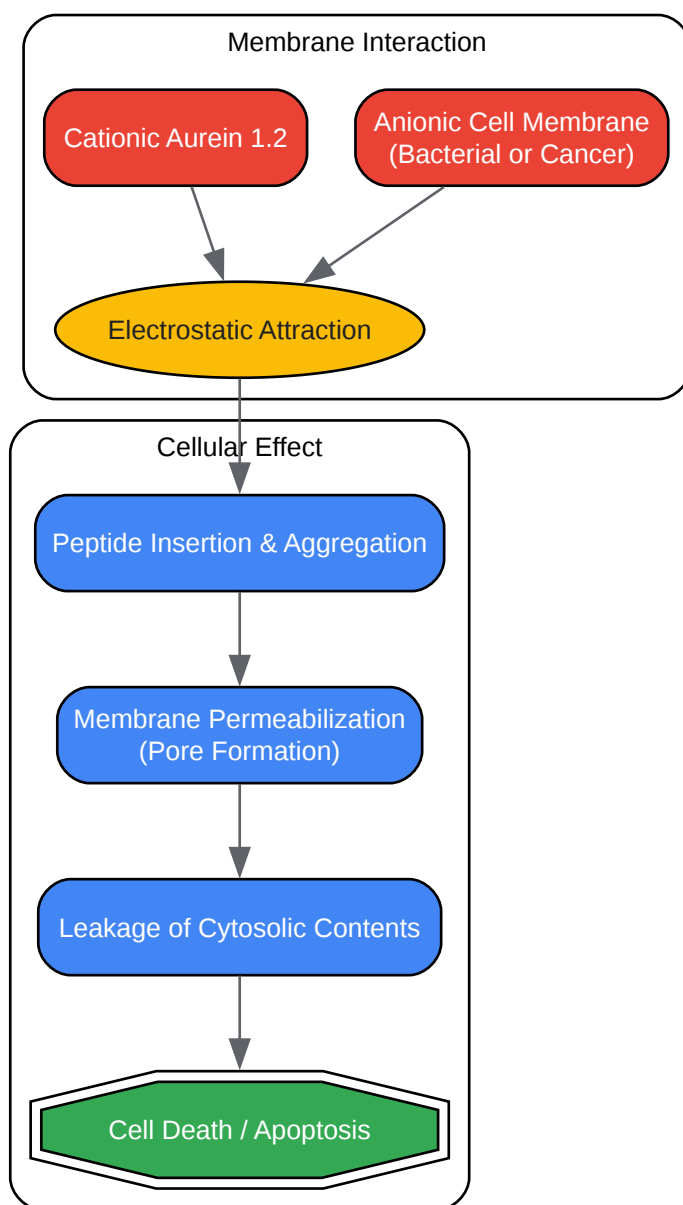 Membrane Interaction
Cationic Aurein 1.2
Anionic Cell Membrane
(Bacterial or Cancer)
Electrostatic Attraction
Cellular Effect
Peptide Insertion & Aggregation
Membrane Permeabilization
(Pore Formation)
Leakage of Cytosolic Contents
Cell Death / Apoptosis